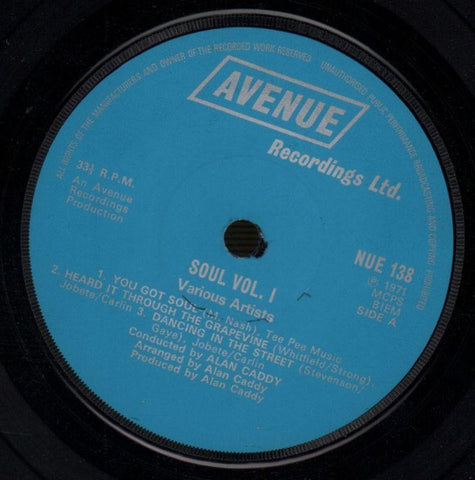 ALL RIGHTS OF THE MANUFACTURERS AND OWNER OF THE RECORDED WORK RESERVED UNAUTHORISED PUBLIC PERFORMANCE, BROADCASTING AND COPYING PROHIBITED
AVENUE
Recordings Ltd.
33⅓ R.P.M.
An Avenue
Recordings
Production
NUE 138
℗ 1971
MCPS
BIEM
SIDE A
SOUL VOL. I
Various Artists
1. YOU GOT SOUL (M. Nash) Tee Pee Music
2. HEARD IT THROUGH THE GRAPEVINE (Whitfield/Strong),
Jobete/Carlin 3. DANCING IN THE STREET (Stevenson/
Gaye), Jobete/Carlin
Conducted by ALAN CADDY
Arranged by Alan Caddy
Produced by Alan Caddy